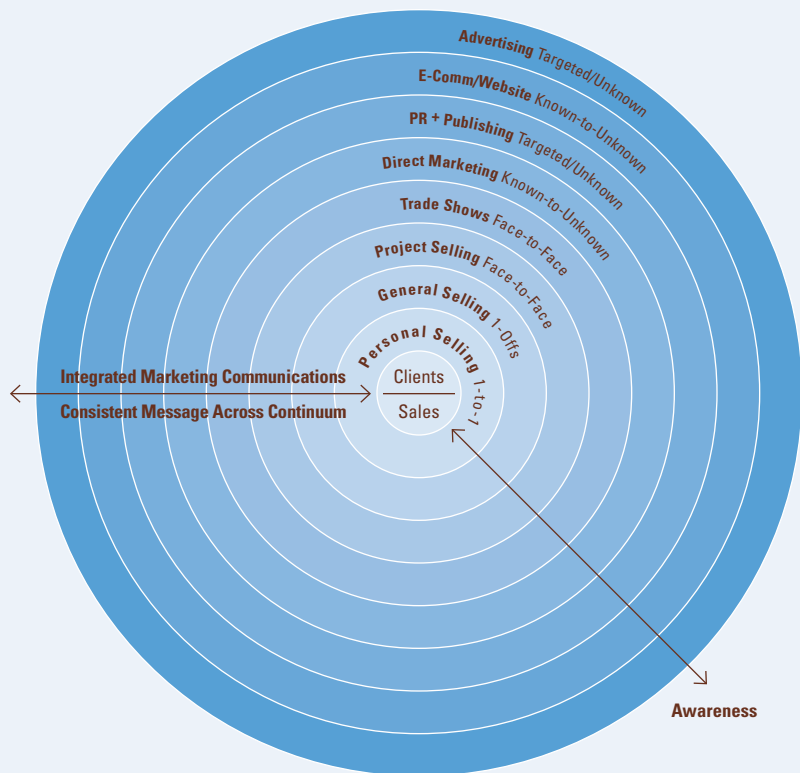 Advertising Targeted/Unknown
E-Comm/Website Known-to-Unknown
PR + Publishing Targeted/Unknown
Direct Marketing Known-to-Unknown
Trade Shows Face-to-Face
Project Selling Face-to-Face
General Selling 1-Offs
Personal Selling 1-to-1
Integrated Marketing Communications
Consistent Message Across Continuum
Clients
Sales
Awareness